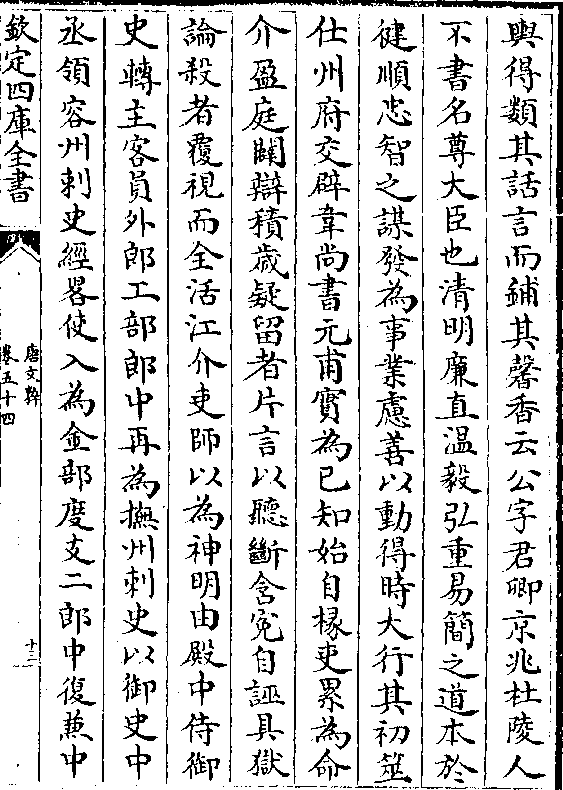 輿得類其話言而鋪其馨香云公字君卿京兆杜陵人
不書名尊大臣也清明廉直溫毅弘重易簡之道本於
健順忠智之謀發為事業慮善以動得時大行其初筮
仕州府交辟韋尚書元甫實為已知始自掾吏累為命
介盈庭闢辯積歳疑留者片言以聽斷含寃自誣具獄
論殺者覆視而全活江介吏師以為神明由殿中侍御
史轉主客員外郎工部郎中再為撫州刺史以御史中
丞領容州刺史經畧使入為金部度支二郎中復兼中
欽定四庫全書
唐文粹
卷五十四
十二